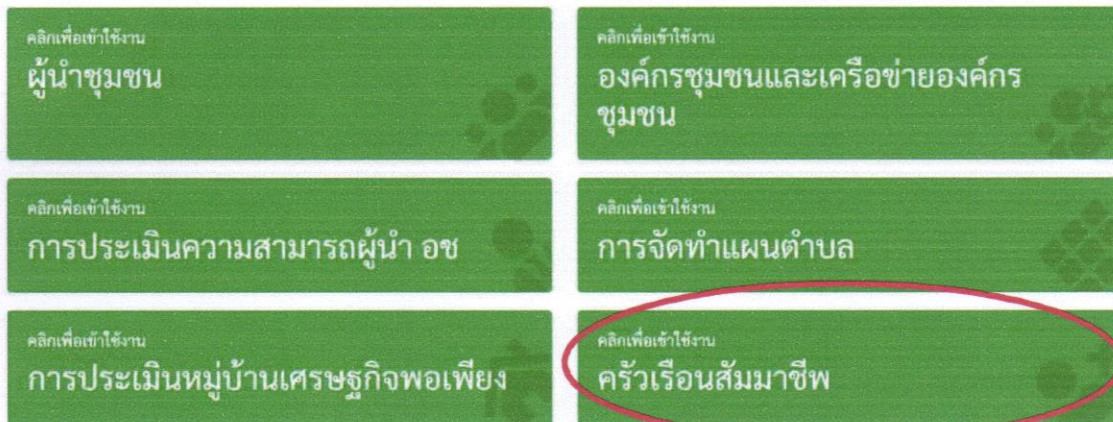 คลิกเพื่อเข้าใช้งาน
ผู้นำชุมชน
คลิกเพื่อเข้าใช้งาน
องค์กรชุมชนและเครือข่ายองค์กร
ชุมชน
คลิกเพื่อเข้าใช้งาน
การประเมินความสามารถผู้นำ อช
คลิกเพื่อเข้าใช้งาน
การจัดทำแผนตำบล
คลิกเพื่อเข้าใช้งาน
การประเมินหมู่บ้านเศรษฐกิจพอเพียง
คลิกเพื่อเข้าใช้งาน
ครัวเรือนสัมมาชีพ